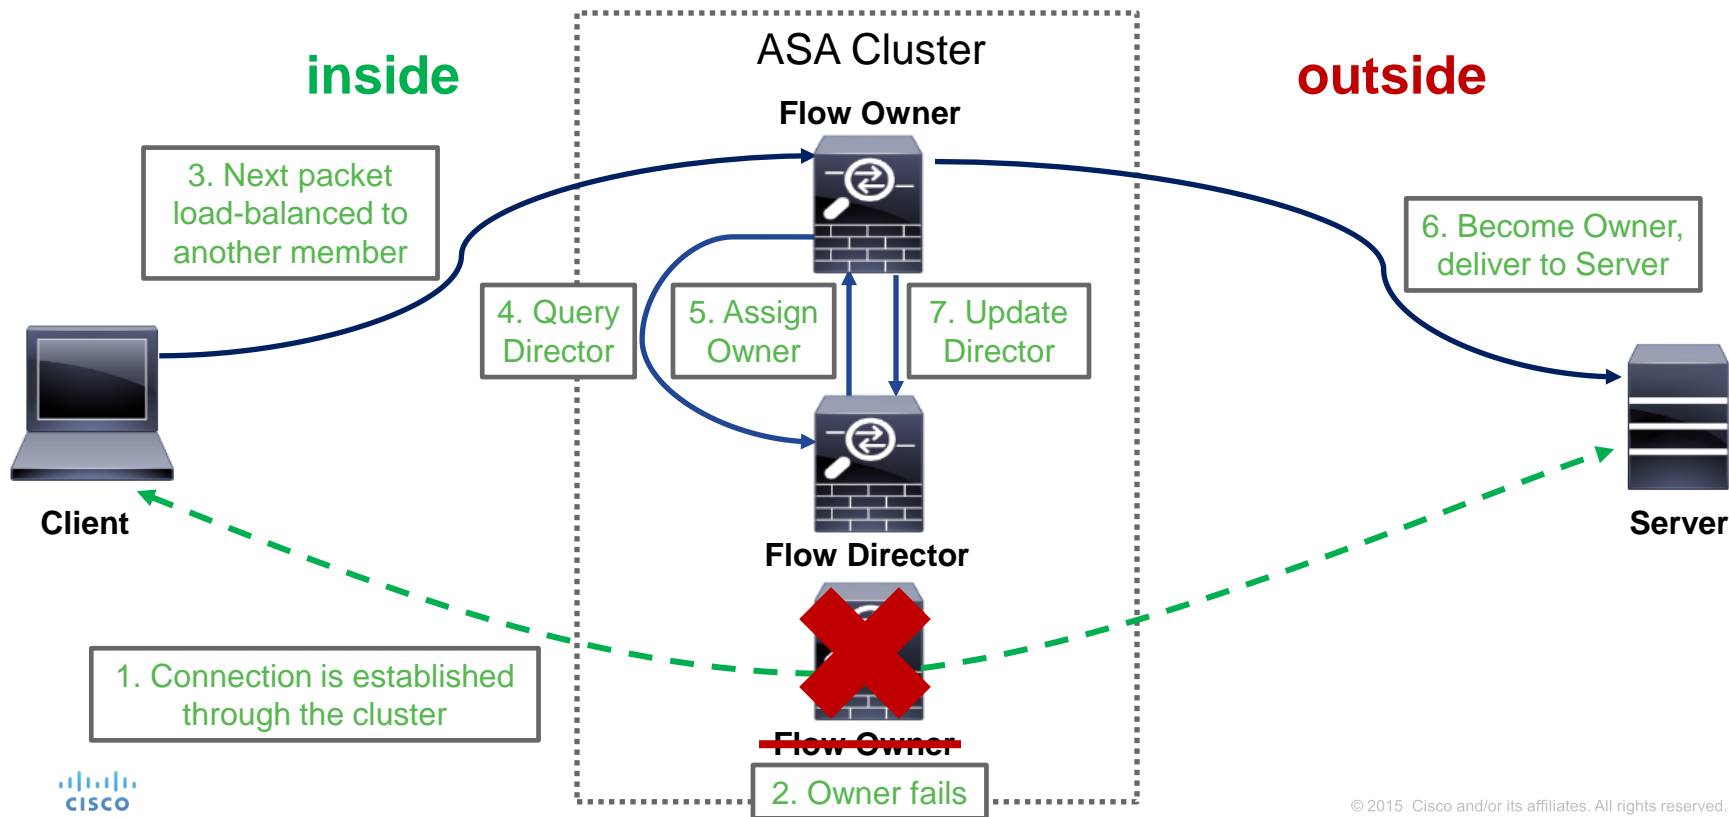 ASA Cluster
inside
outside
Flow Owner
3. Next packet
load-balanced to
another member
6. Become Owner,
deliver to Server
4. Query
Director
5. Assign
Owner
7. Update
Director
Client
Server
Flow Director
1. Connection is established
through the cluster
Flow Owner
2. Owner fails
CISCO
© 2015 Cisco and/or its affiliates. All rights reserved.